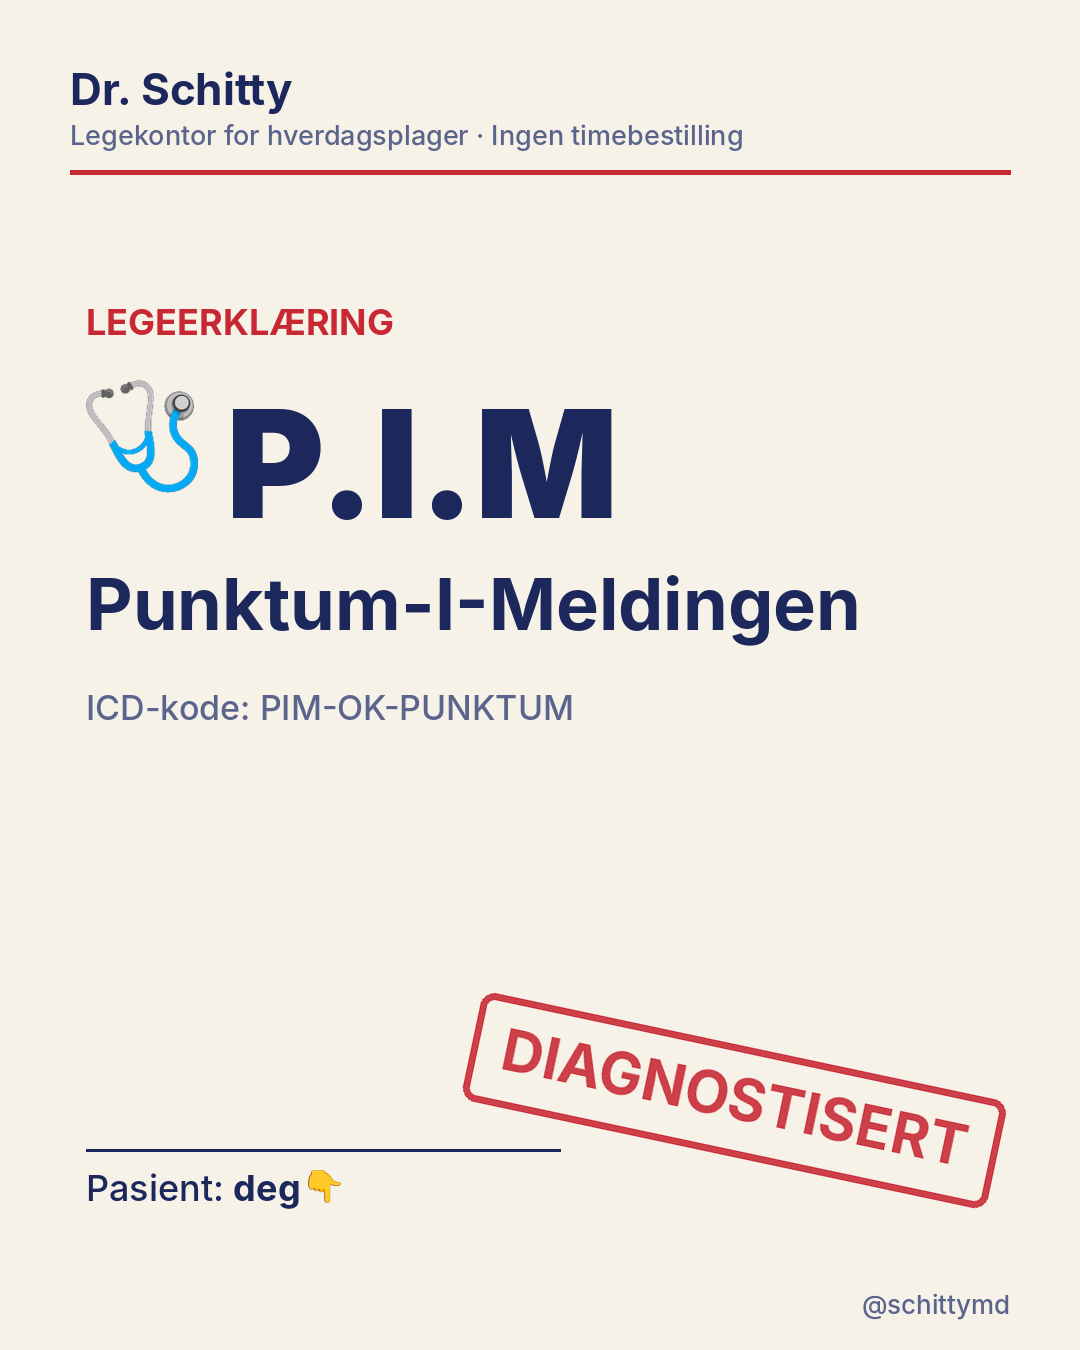 Dr. Schitty
Legekontor for hverdagsplager · Ingen timebestilling
LEGEERKLÆRING
🩺 P.I.M
Punktum-I-Meldingen
ICD-kode: PIM-OK-PUNKTUM
DIAGNOSTISERT
Pasient: deg👇
@schittymd